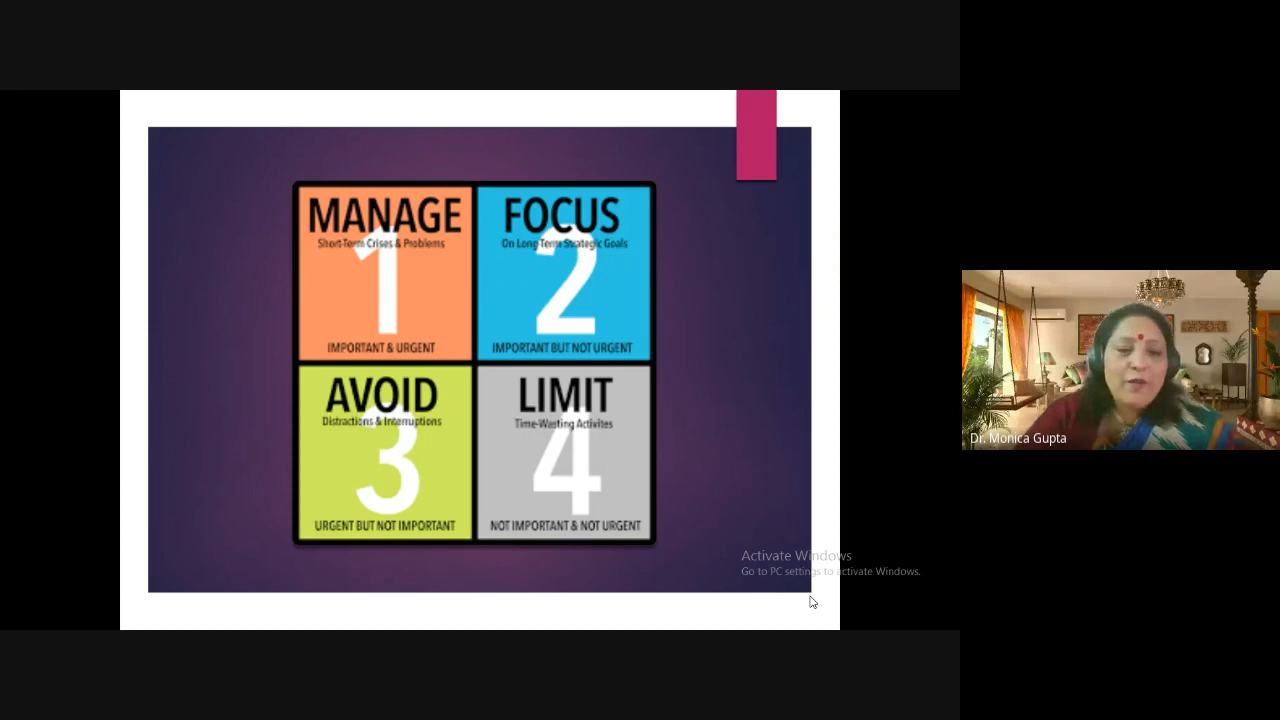 MANAGE
Short-Term Crises & Problems
1
IMPORTANT & URGENT
FOCUS
On Long-Term Strategic Goals
2
IMPORTANT BUT NOT URGENT
AVOID
Distractions & Interruptions
3
URGENT BUT NOT IMPORTANT
LIMIT
Time-Wasting Activites
4
NOT IMPORTANT & NOT URGENT
Activate Windows
Go to PC settings to activate Windows.
Dr. Monica Gupta